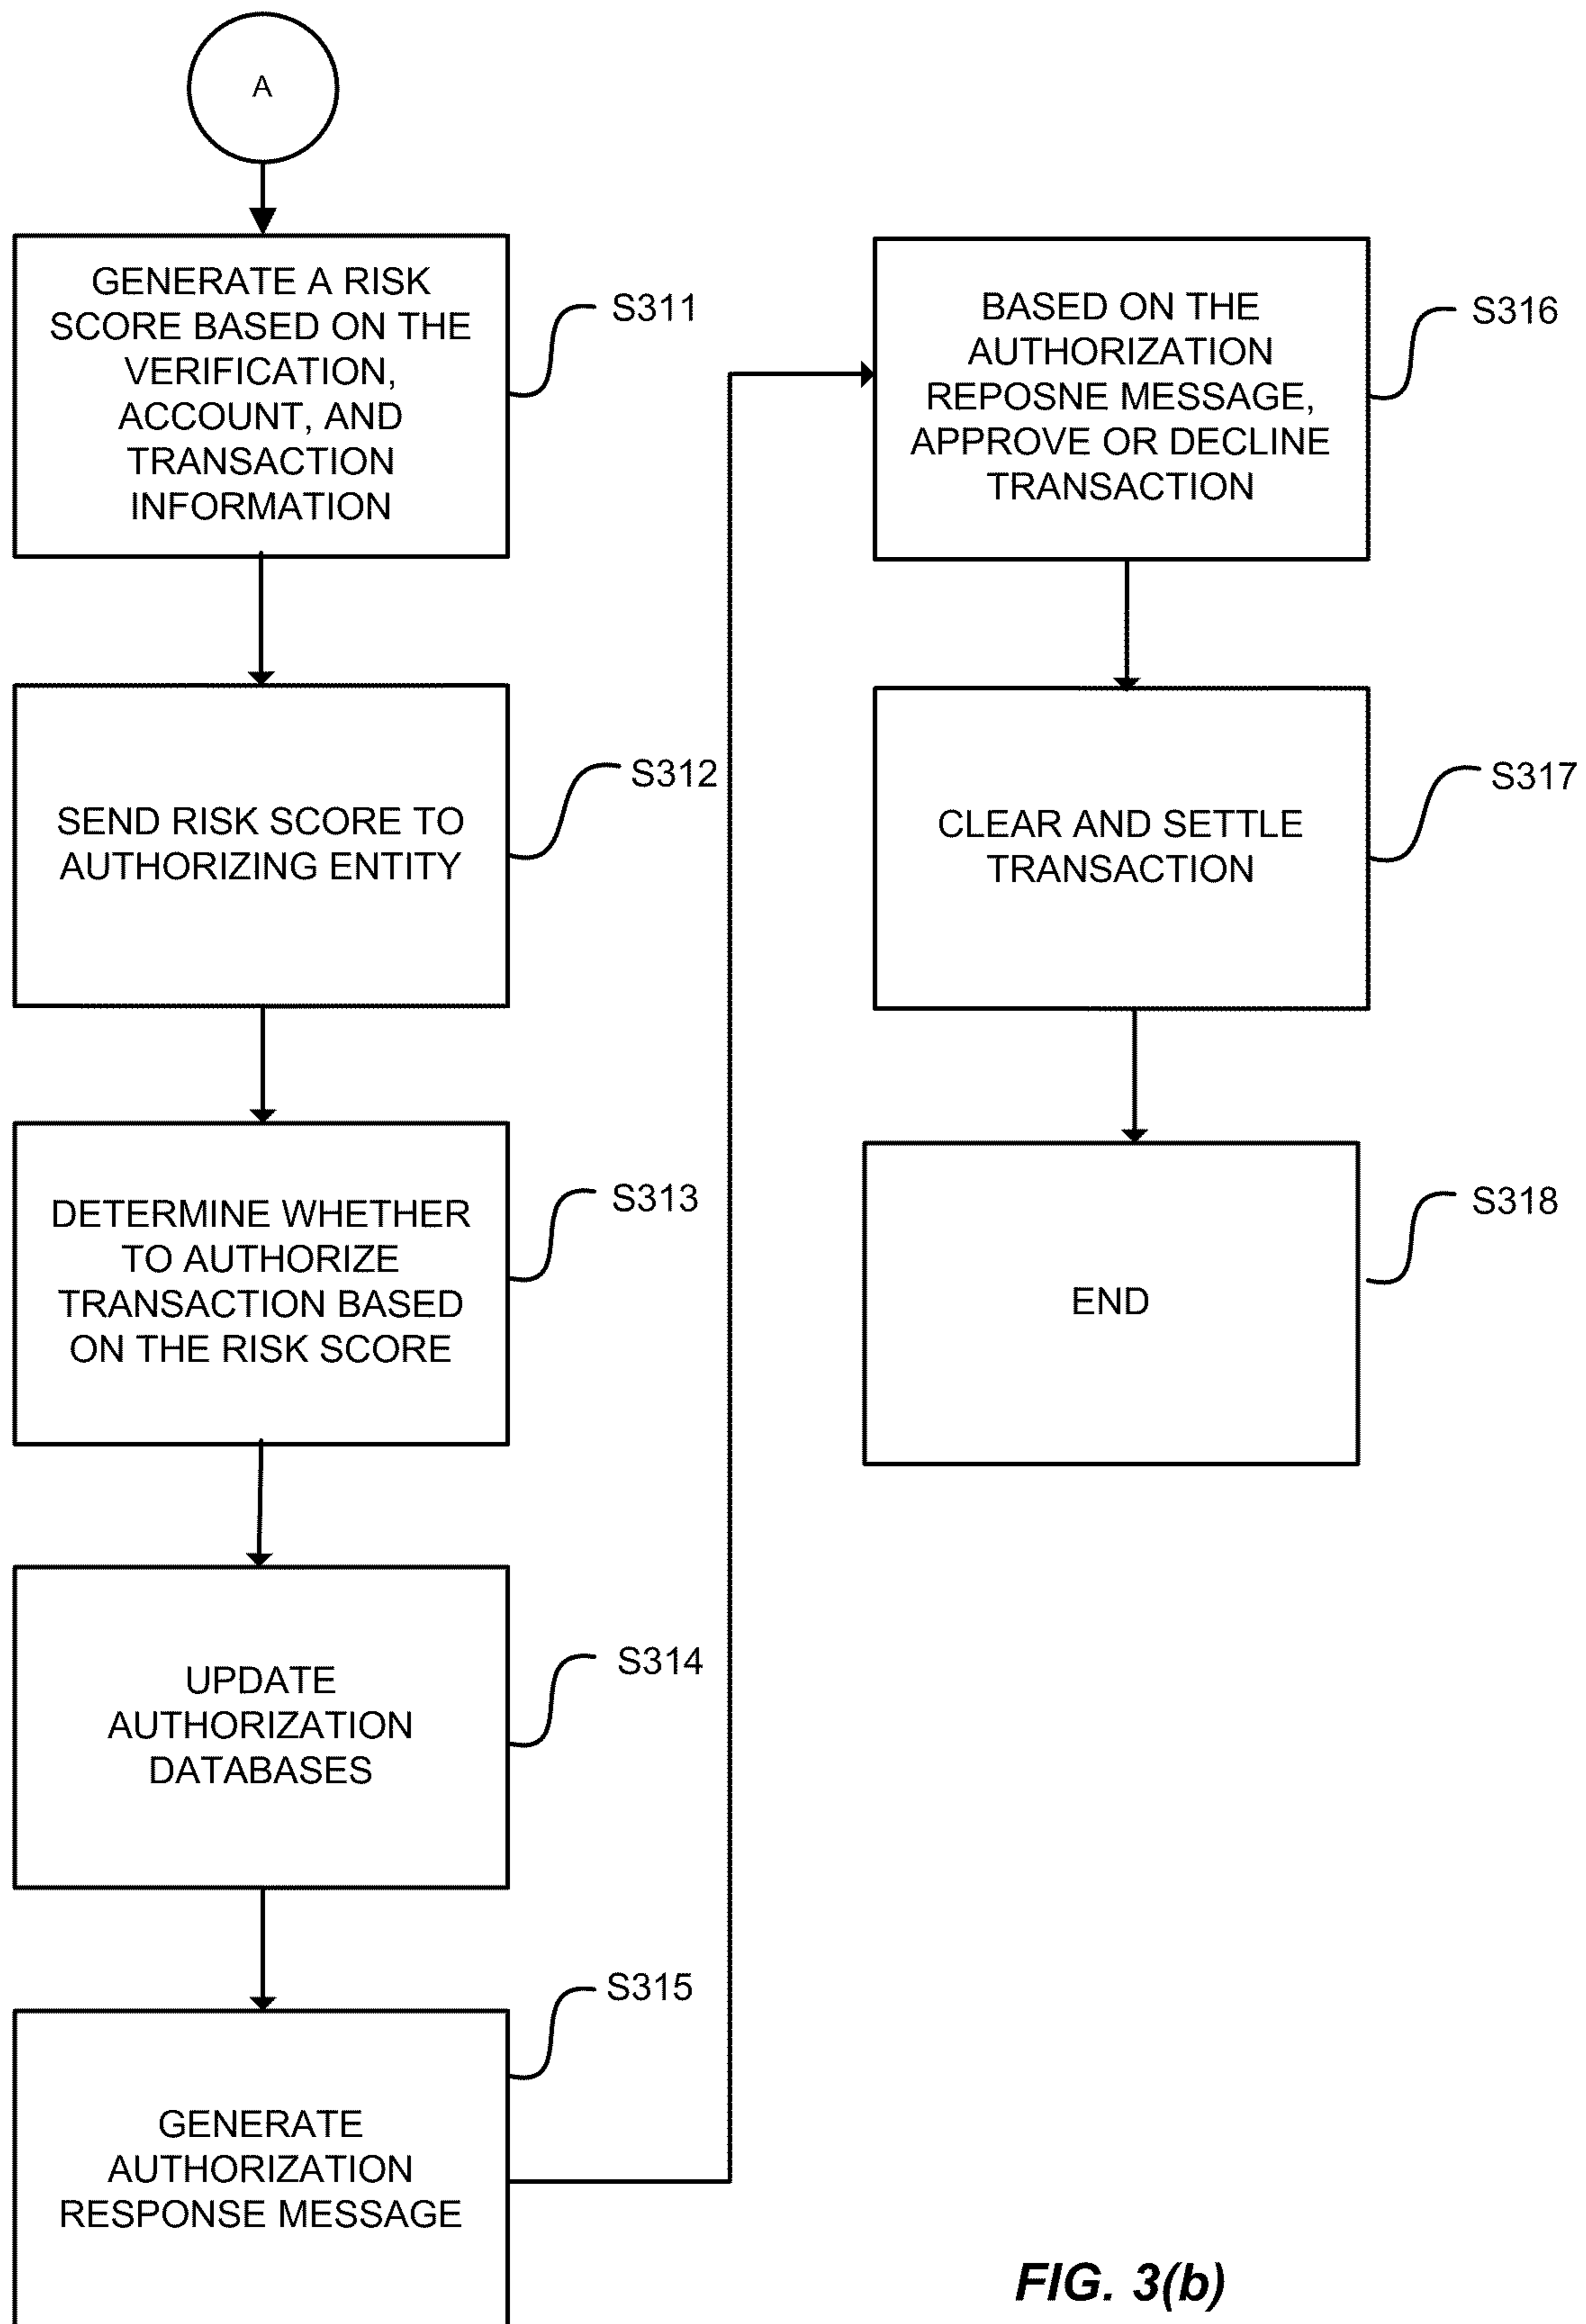 A
GENERATE A RISK
SCORE BASED ON THE
VERIFICATION,
ACCOUNT, AND
TRANSACTION
INFORMATION
S311
SEND RISK SCORE TO
AUTHORIZING ENTITY
S312
DETERMINE WHETHER
TO AUTHORIZE
TRANSACTION BASED
ON THE RISK SCORE
S313
UPDATE
AUTHORIZATION
DATABASES
S314
GENERATE
AUTHORIZATION
RESPONSE MESSAGE
S315
BASED ON THE
AUTHORIZATION
REPOSNE MESSAGE,
APPROVE OR DECLINE
TRANSACTION
S316
CLEAR AND SETTLE
TRANSACTION
S317
END
S318
FIG. 3(b)